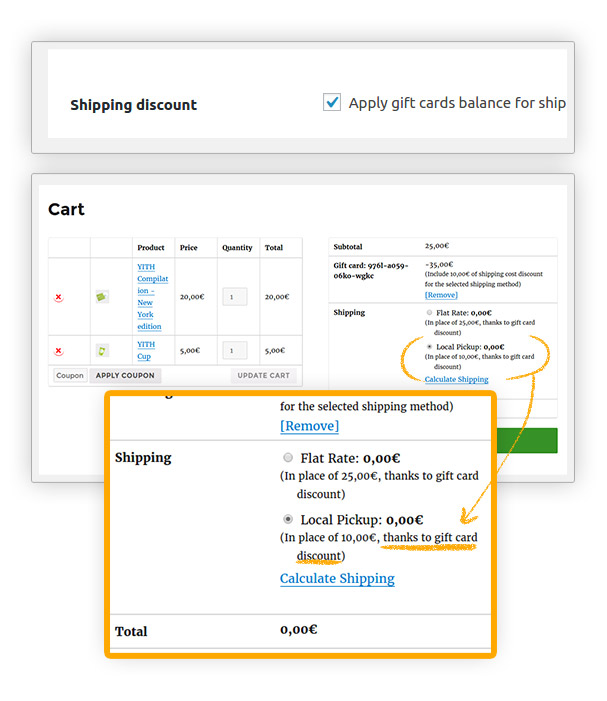 Shipping discount
Apply gift cards balance for ship
Cart
Product Price Quantity Total
YITH
Compilat
ion -
New
York
edition
20,00€ 1 20,00€
YITH
Cup
5,00€ 1 5,00€
Coupon APPLY COUPON UPDATE CART
Subtotal 25,00€
Gift card: 976l-a059-
06ko-wgkc
-35,00€
(Include 10,00€ of shipping cost discount
for the selected shipping method)
[Remove]
Shipping
Flat Rate: 0,00€
(In place of 25,00€, thanks to gift card
discount)
Local Pickup: 0,00€
(In place of 10,00€, thanks to gift card
discount)
Calculate Shipping
for the selected shipping method)
[Remove]
Shipping
Flat Rate: 0,00€
(In place of 25,00€, thanks to gift card
discount)
Local Pickup: 0,00€
(In place of 10,00€, thanks to gift card
discount)
Calculate Shipping
Total 0,00€